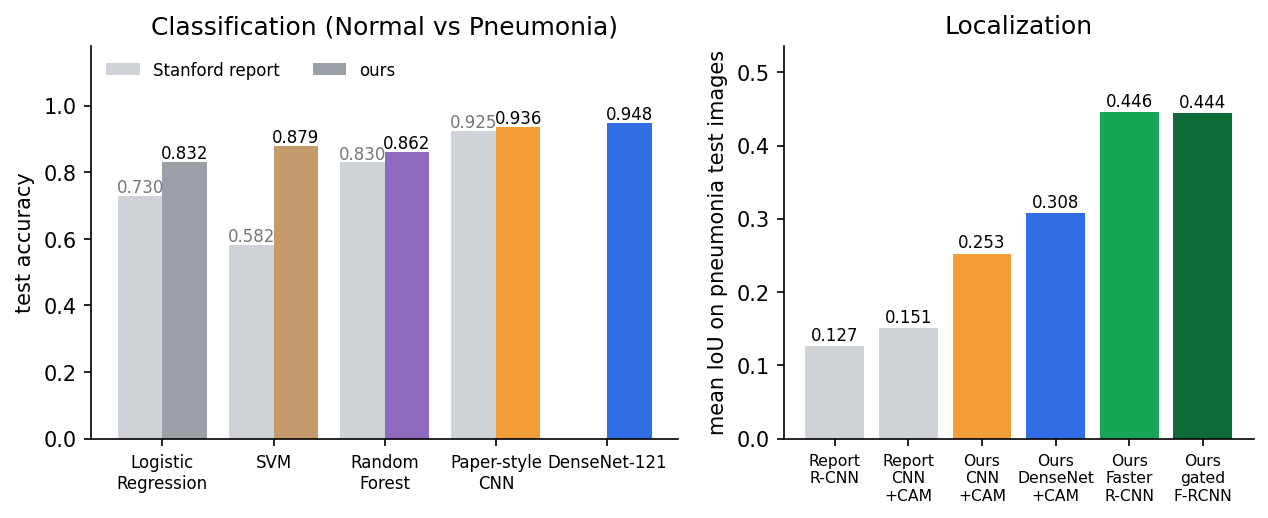 Classification (Normal vs Pneumonia)
Stanford report
ours
test accuracy
1.0
0.8
0.6
0.4
0.2
0.0
0.730
0.832
0.582
0.879
0.830
0.862
0.925
0.936
0.948
Logistic
Regression
SVM
Random
Forest
Paper-style
CNN
DenseNet-121
Localization
mean IoU on pneumonia test images
0.5
0.4
0.3
0.2
0.1
0.0
0.127
0.151
0.253
0.308
0.446
0.444
Report
R-CNN
Report
CNN
+CAM
Ours
CNN
+CAM
Ours
DenseNet
+CAM
Ours
Faster
R-CNN
Ours
gated
F-RCNN